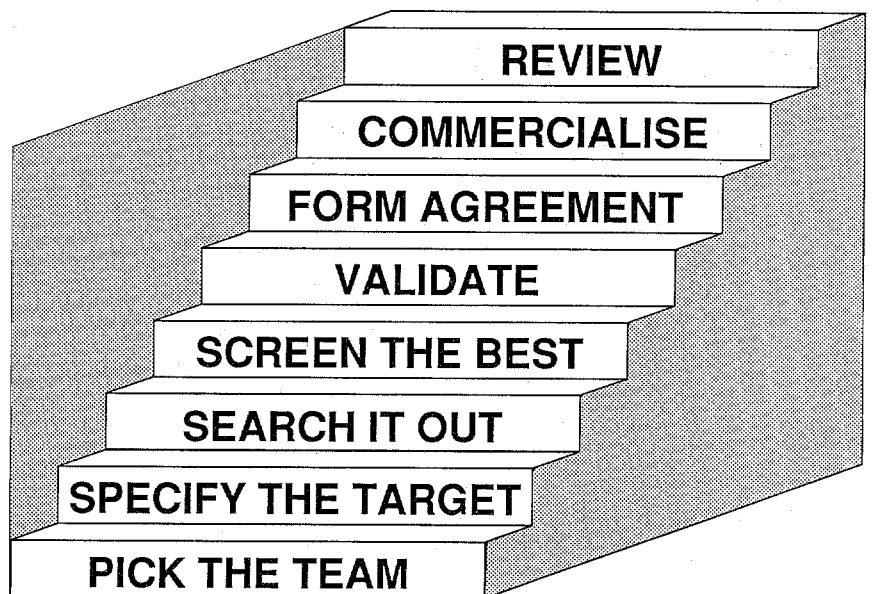 REVIEW
COMMERCIALISE
FORM AGREEMENT
VALIDATE
SCREEN THE BEST
SEARCH IT OUT
SPECIFY THE TARGET
PICK THE TEAM